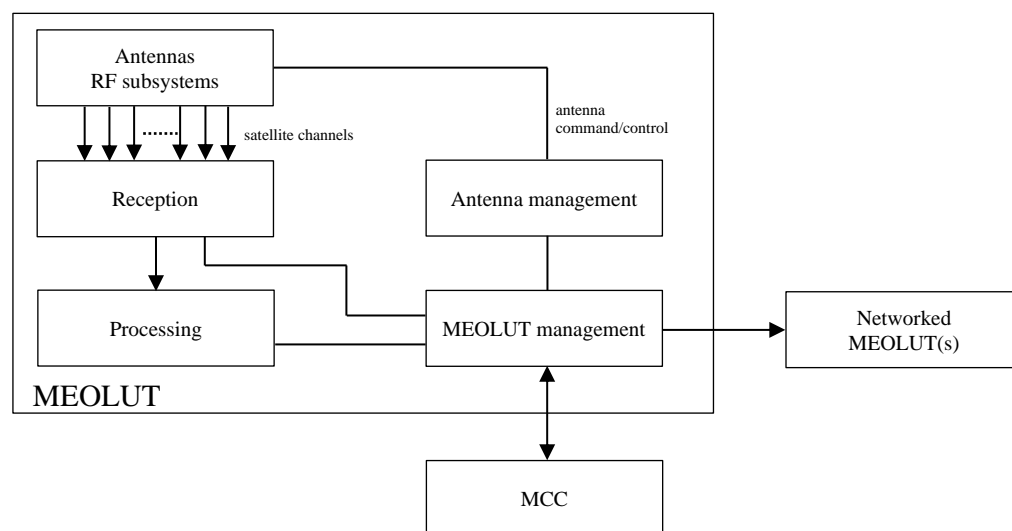 Antennas
RF subsystems
satellite channels
antenna
command/control
Reception
Antenna management
Processing
MEOLUT management
Networked
MEOLUT(s)
MEOLUT
MCC